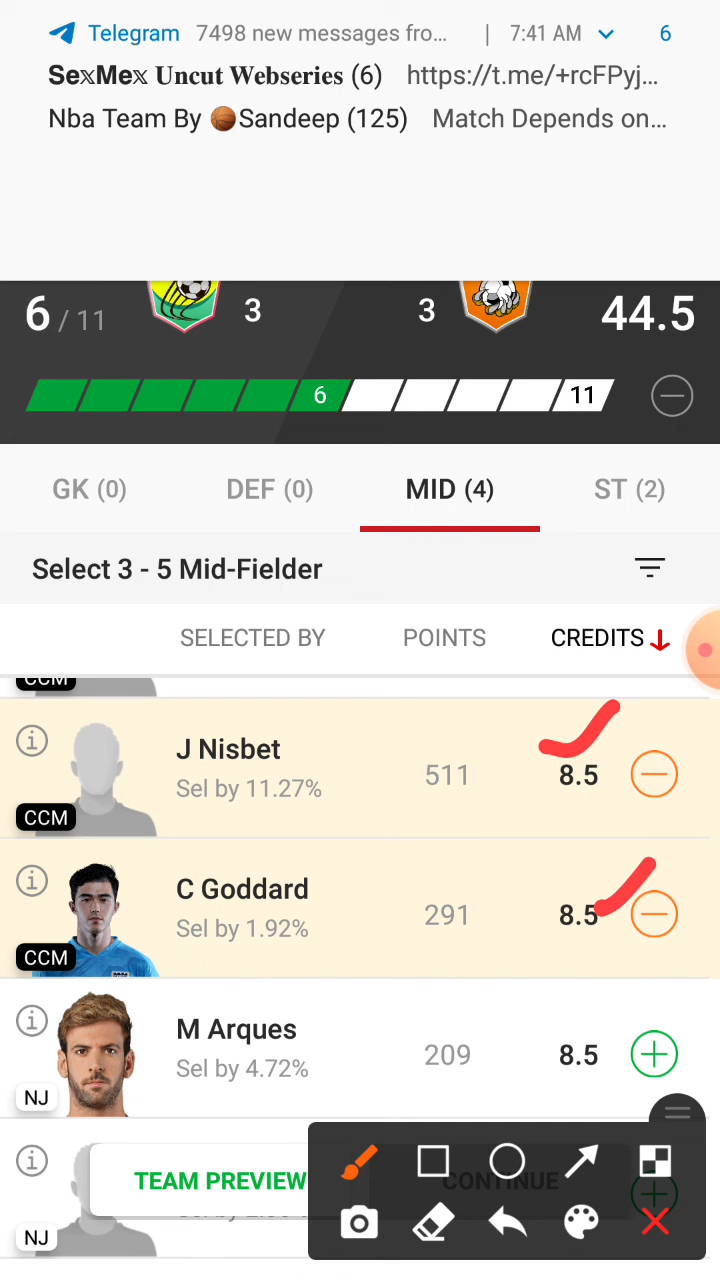 Telegram 7498 new messages fro... | 7:41 AM 6
Se𝕩Me𝕩 𝐔𝐧𝐜𝐮𝐭 𝐖𝐞𝐛𝐬𝐞𝐫𝐢𝐞𝐬 (6) https://t.me/+rcFPyj...
Nba Team By 🏀Sandeep (125) Match Depends on...
6 / 11 3 3 44.5
6 11
GK (0) DEF (0) MID (4) ST (2)
Select 3 - 5 Mid-Fielder
SELECTED BY POINTS CREDITS
CCM
J Nisbet
Sel by 11.27% 511 8.5
CCM
C Goddard
Sel by 1.92% 291 8.5
CCM
M Arques
Sel by 4.72% 209 8.5
NJ
TEAM PREVIEW CONTINUE
Sel by
NJ